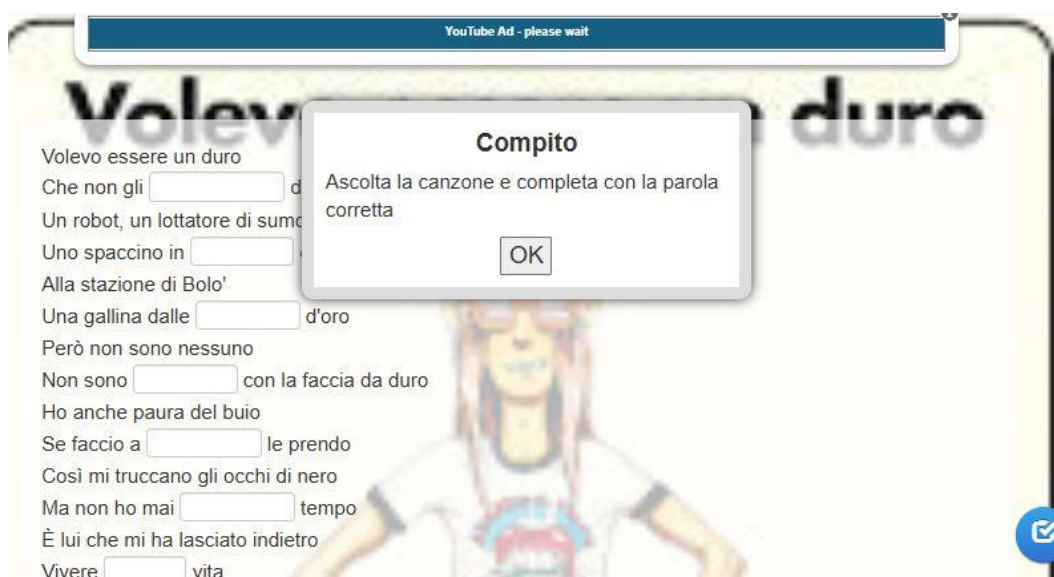 YouTube Ad - please wait
Volev duro
Compito
Ascolta la canzone e completa con la parola
corretta
OK
Volevo essere un duro
Che non gli d
Un robot, un lottatore di sumo
Uno spaccino in
Alla stazione di Bolo'
Una gallina dalle d'oro
Però non sono nessuno
Non sono con la faccia da duro
Ho anche paura del buio
Se faccio a le prendo
Così mi truccano gli occhi di nero
Ma non ho mai tempo
È lui che mi ha lasciato indietro
Vivere vita